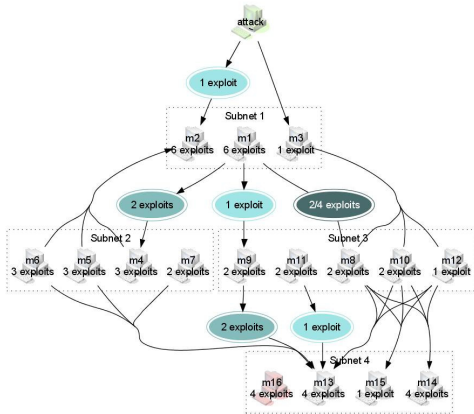 attack
1 exploit
Subnet 1
m2
6 exploits
m1
6 exploits
m3
1 exploit
2 exploits
1 exploit
2/4 exploits
Subnet 2
m6
3 exploits
m5
3 exploits
m4
3 exploits
m7
2 exploits
Subnet 3
m9
2 exploits
m11
2 exploits
m8
2 exploits
m10
2 exploits
m12
1 exploit
2 exploits
1 exploit
Subnet 4
m16
4 exploits
m13
4 exploits
m15
1 exploit
m14
4 exploits